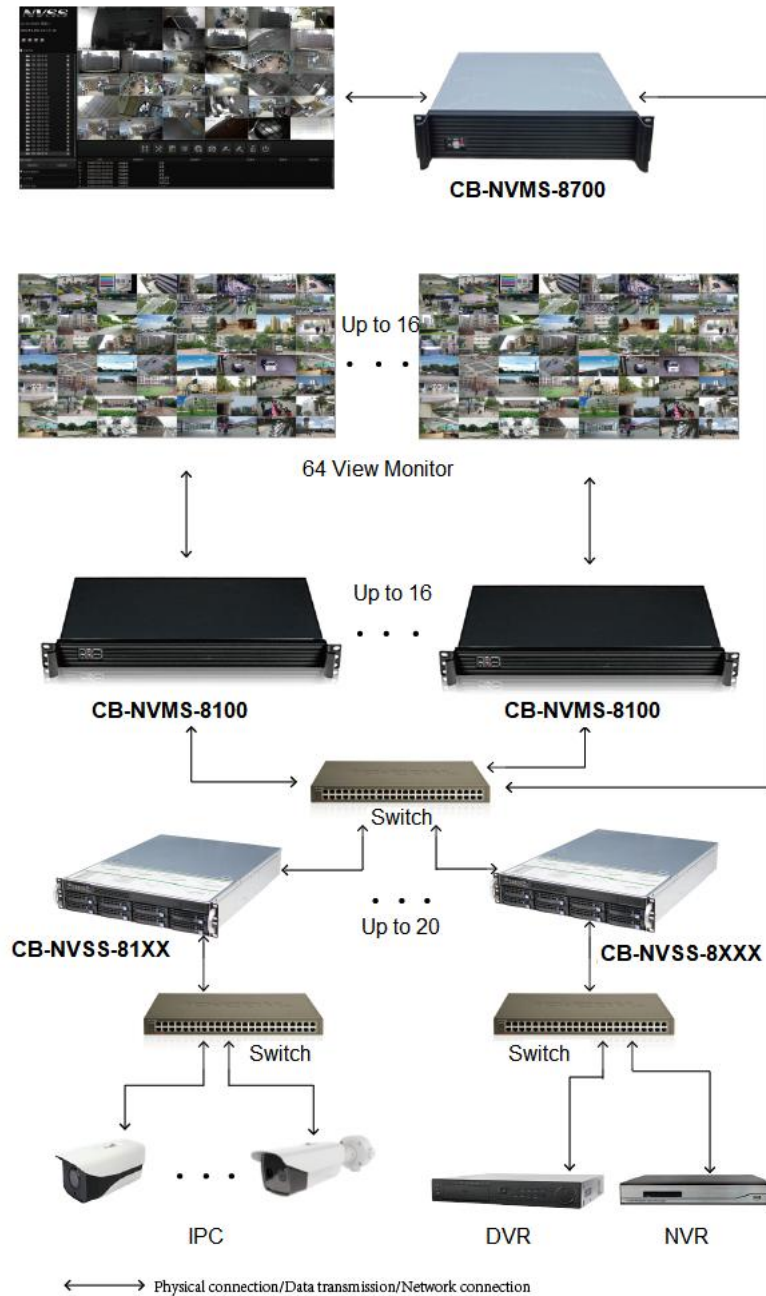 NVSS
CB-NVMS-8700
Up to 16
64 View Monitor
Up to 16
CB-NVMS-8100
CB-NVMS-8100
Switch
Up to 20
CB-NVSS-81XX
CB-NVSS-8XXX
Switch
Switch
IPC
DVR
NVR
Physical connection/Data transmission/Network connection